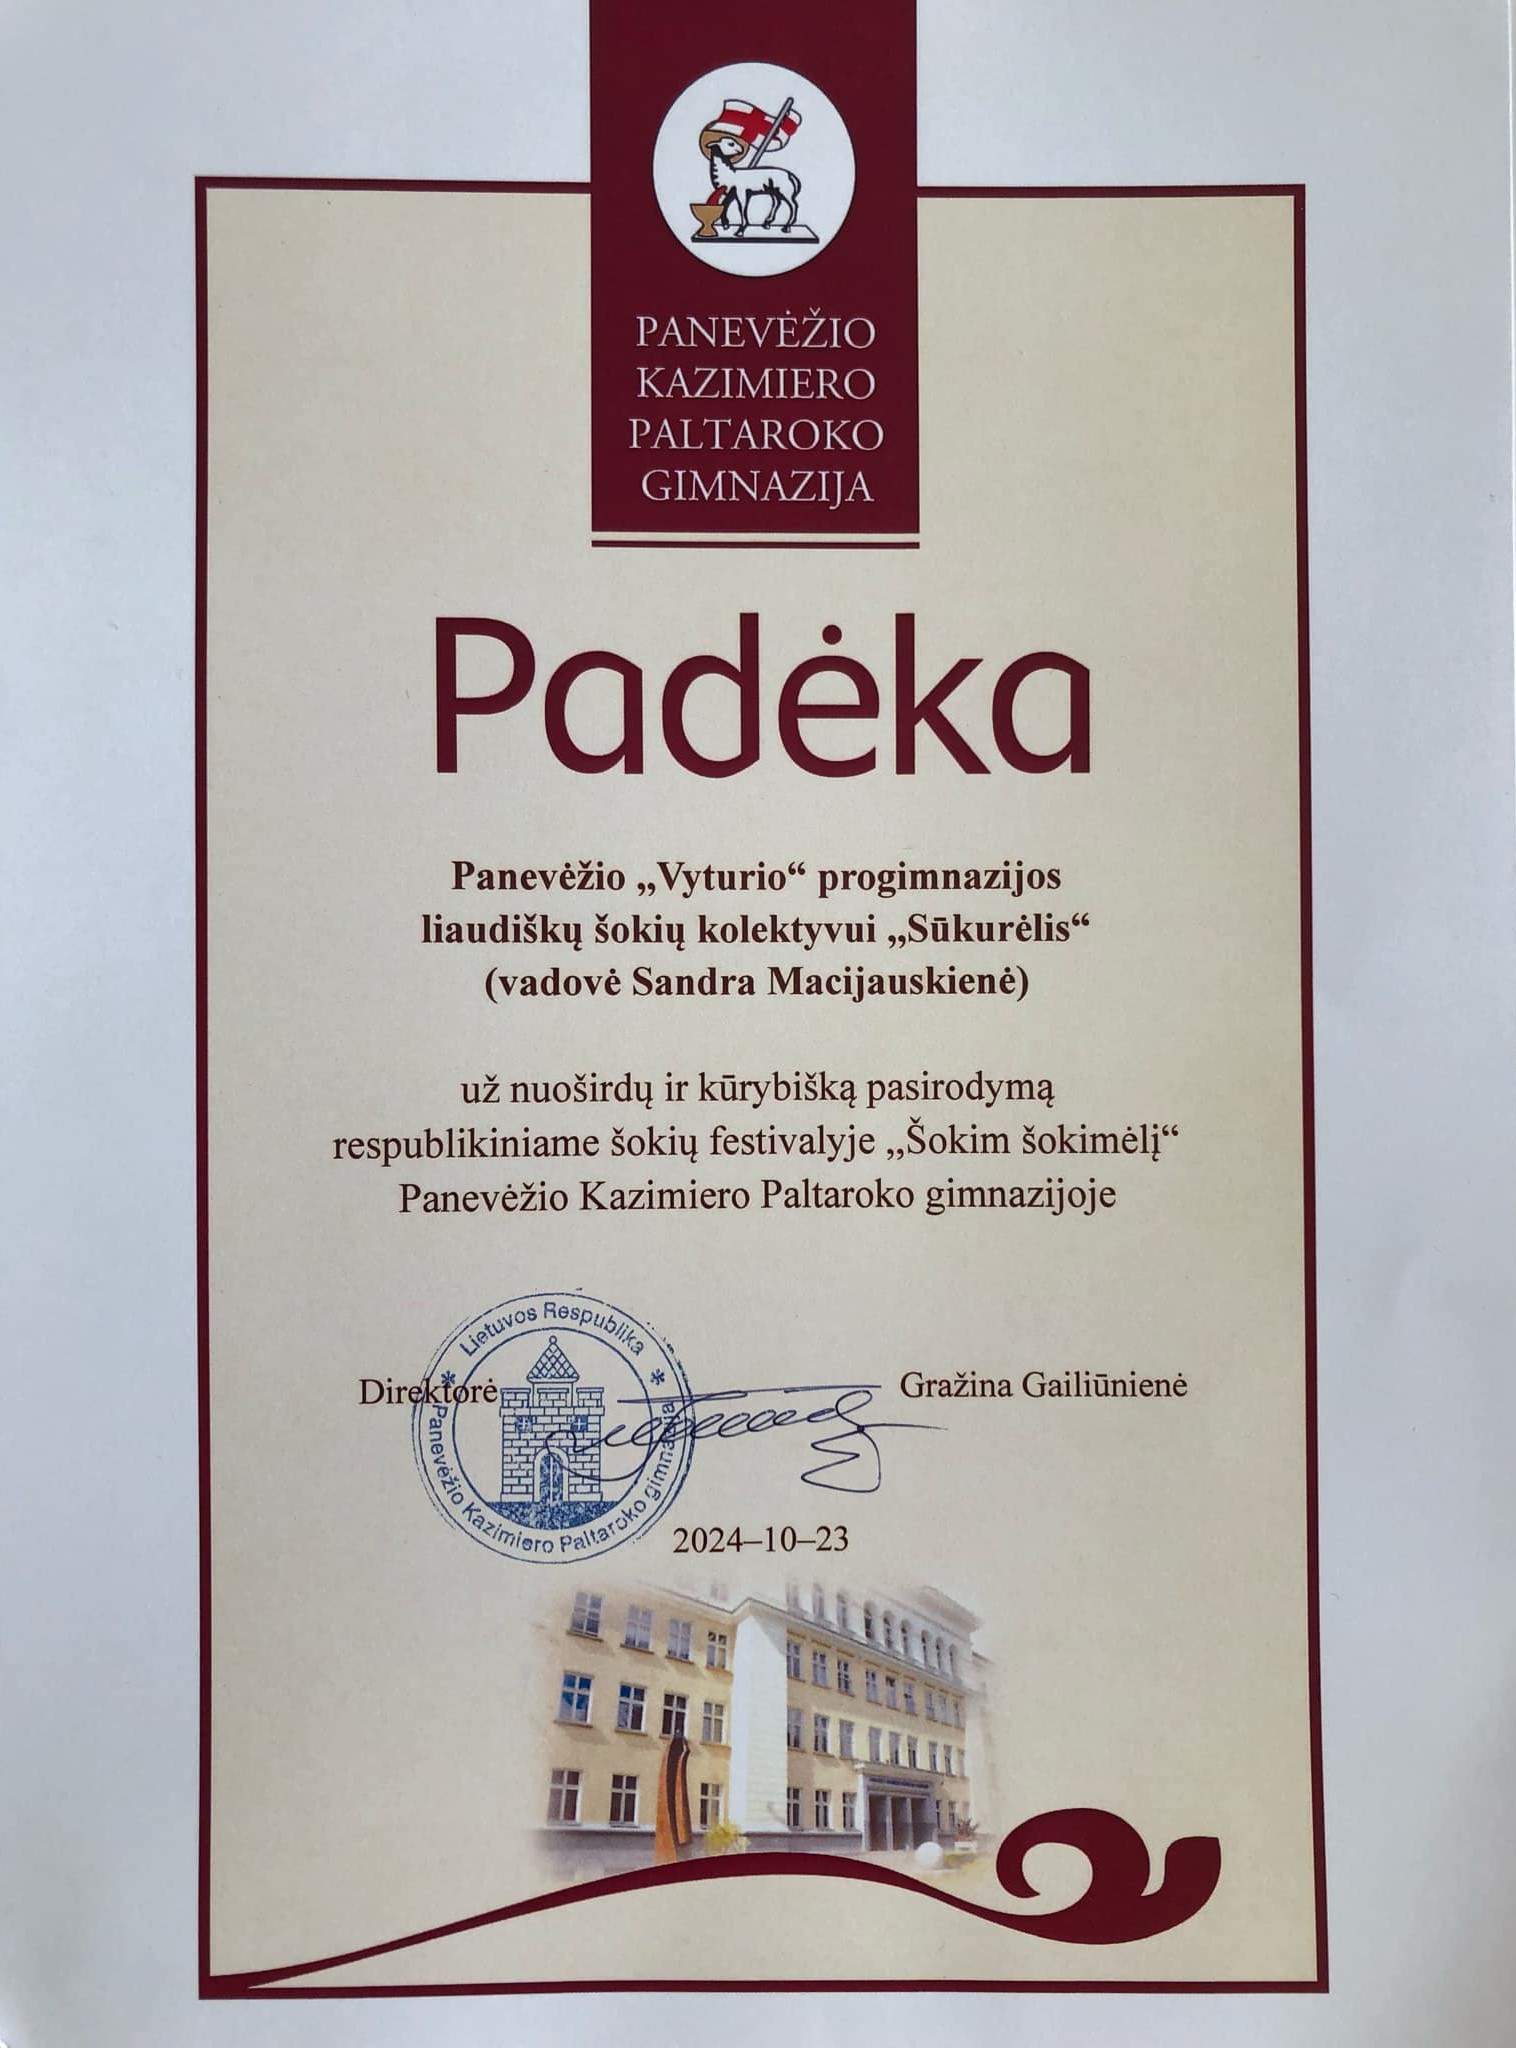 PANEVĖŽIO
KAZIMIERO
PALTAROKO
GIMNAZIJA
Padėka
Panevėžio „Vyturio“ progimnazijos
liaudiškų šokių kolektyvui „Sūkurėlis“
(vadovė Sandra Macijauskienė)
už nuoširdų ir kūrybišką pasirodymą
respublikiniame šokių festivalyje „Šokim šokimėlį“
Panevėžio Kazimiero Paltaroko gimnazijoje
Lietuvos Respublika
Direktorė
Gražina Gailiūnienė
* Panevėžio Kazimiero Paltaroko gimnazija *
2024–10–23